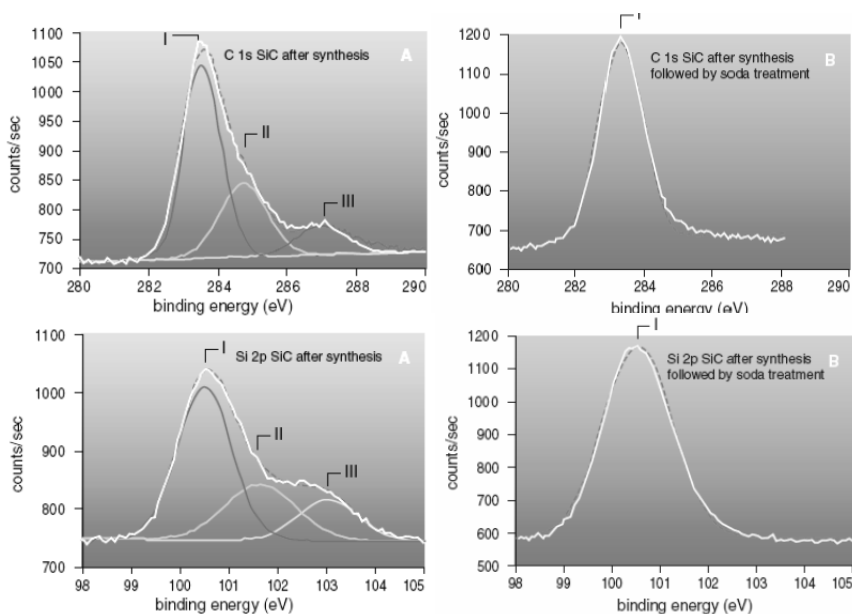 I
C 1s SiC after synthesis
A
II
III
1100
1050
1000
950
900
850
800
750
700
counts/sec
280
282
284
286
288
290
binding energy (eV)
I
C 1s SiC after synthesis
followed by soda treatment
B
1200
1100
1000
900
800
700
600
counts/sec
280
282
284
286
288
290
binding energy (eV)
I
Si 2p SiC after synthesis
A
II
III
1100
1000
900
800
700
counts/sec
98
99
100
101
102
103
104
105
binding energy (eV)
I
Si 2p SiC after synthesis
followed by soda treatment
B
1200
1100
1000
900
800
700
600
500
counts/sec
98
99
100
101
102
103
104
105
binding energy (eV)